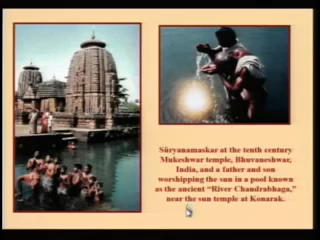 Sūryanamaskar at the tenth century
Mukeshwar temple, Bhuvaneshwar,
India, and a father and son
worshipping the sun in a pool known
as the ancient “River Chandrabhaga,”
near the sun temple at Konarak.